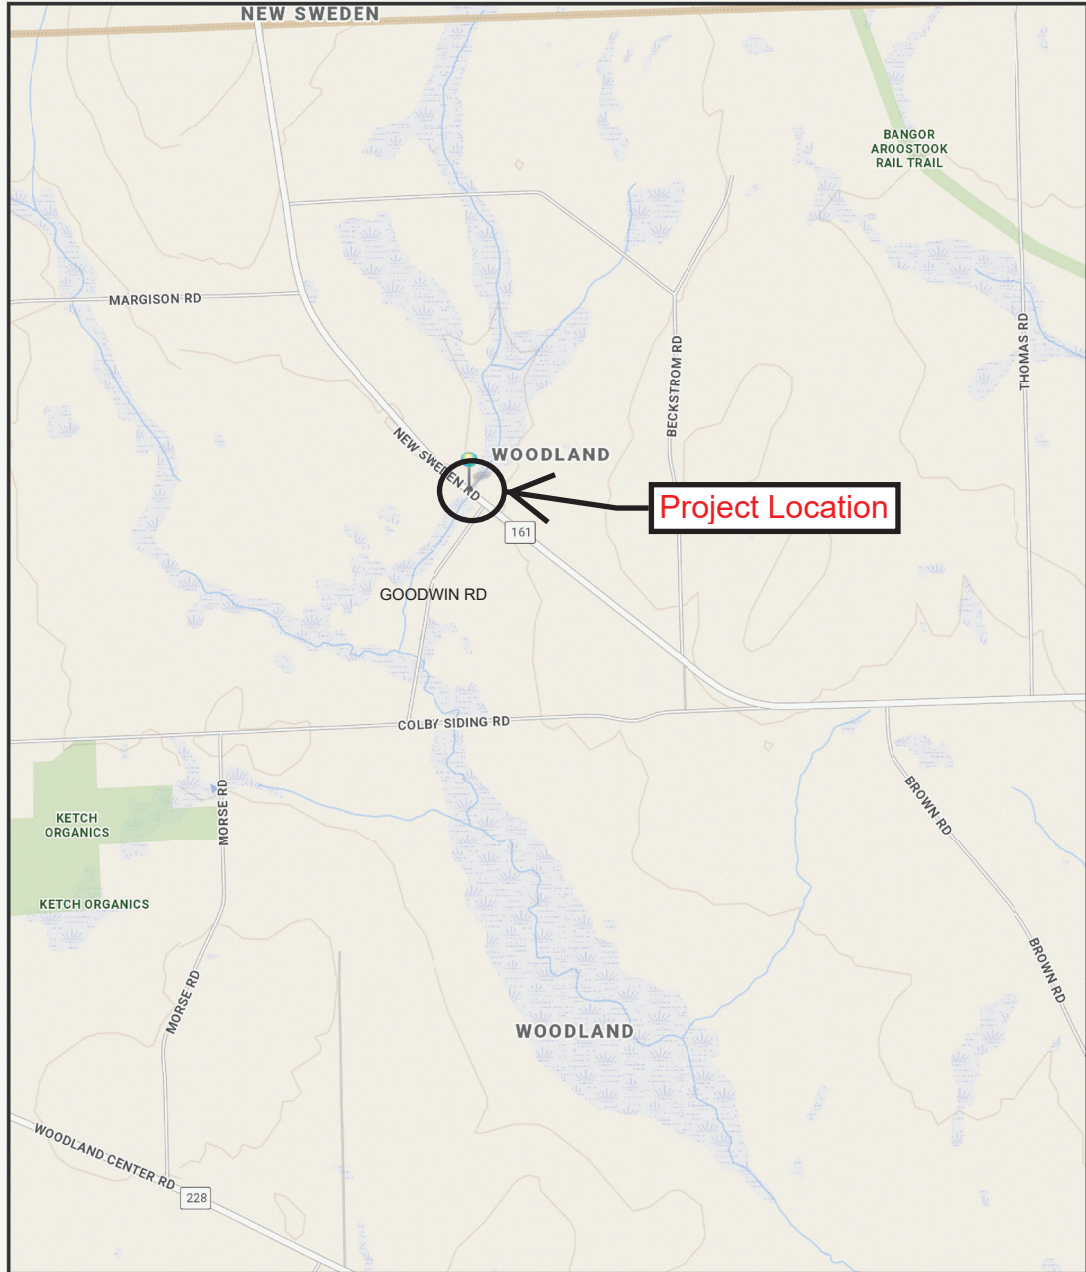 NEW SWEDEN
BANGOR
AROOSTOOK
RAIL TRAIL
MARGISON RD
THOMAS RD
BECKSTROM RD
NEW SWEDEN RD
WOODLAND
Project Location
161
GOODWIN RD
COLBY SIDING RD
MORSE RD
BROWN RD
KETCH
ORGANICS
KETCH ORGANICS
BROWN RD
MORSE RD
WOODLAND
WOODLAND CENTER RD
228